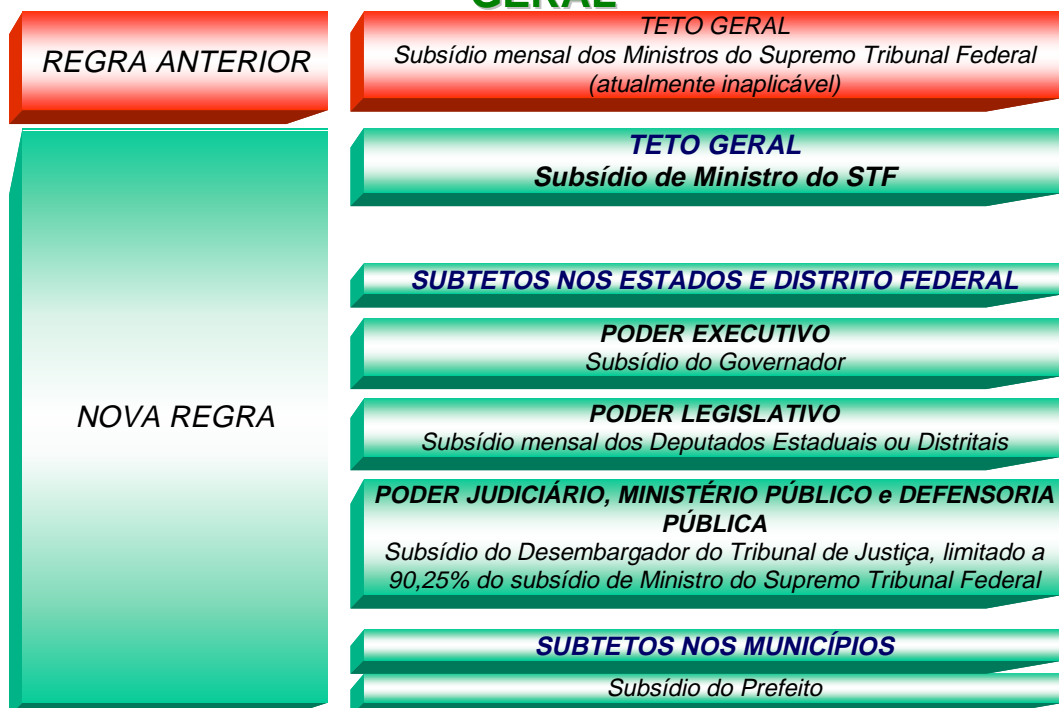 GERAL
REGRA ANTERIOR
TETO GERAL
Subsídio mensal dos Ministros do Supremo Tribunal Federal
(atualmente inaplicável)
NOVA REGRA
TETO GERAL
Subsídio de Ministro do STF
SUBTETOS NOS ESTADOS E DISTRITO FEDERAL
PODER EXECUTIVO
Subsídio do Governador
PODER LEGISLATIVO
Subsídio mensal dos Deputados Estaduais ou Distritais
PODER JUDICIÁRIO, MINISTÉRIO PÚBLICO e DEFENSORIA
PÚBLICA
Subsídio do Desembargador do Tribunal de Justiça, limitado a
90,25% do subsídio de Ministro do Supremo Tribunal Federal
SUBTETOS NOS MUNICÍPIOS
Subsídio do Prefeito